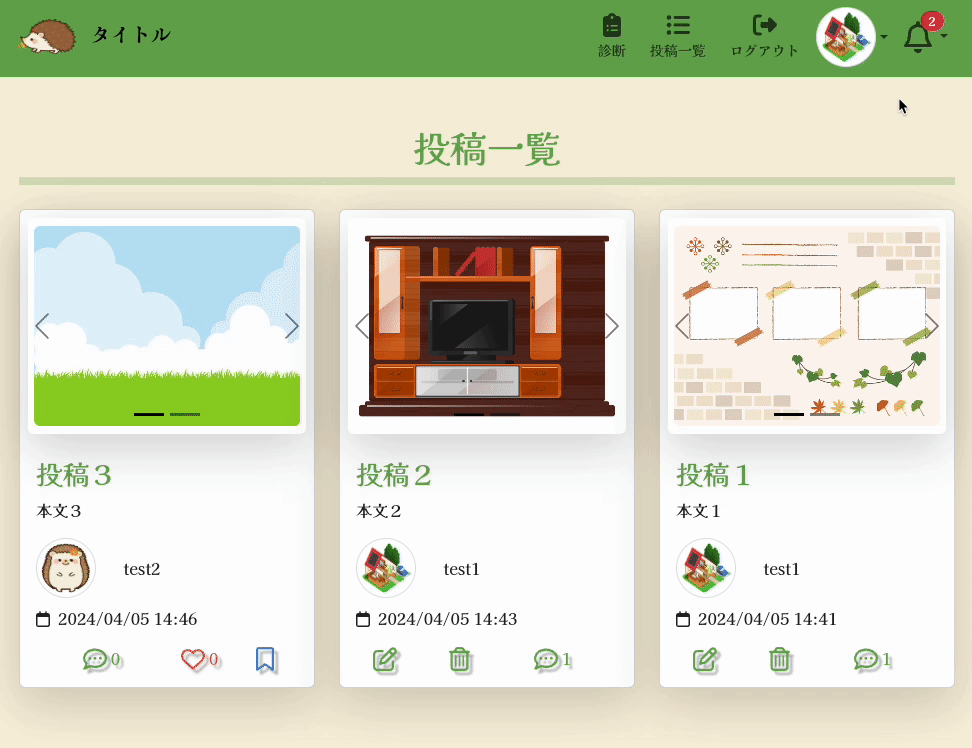 タイトル
診断
投稿一覧
ログアウト
2
投稿一覧
投稿３
本文３
test2
2024/04/05 14:46
0
0
投稿２
本文２
test1
2024/04/05 14:43
1
投稿１
本文１
test1
2024/04/05 14:41
1